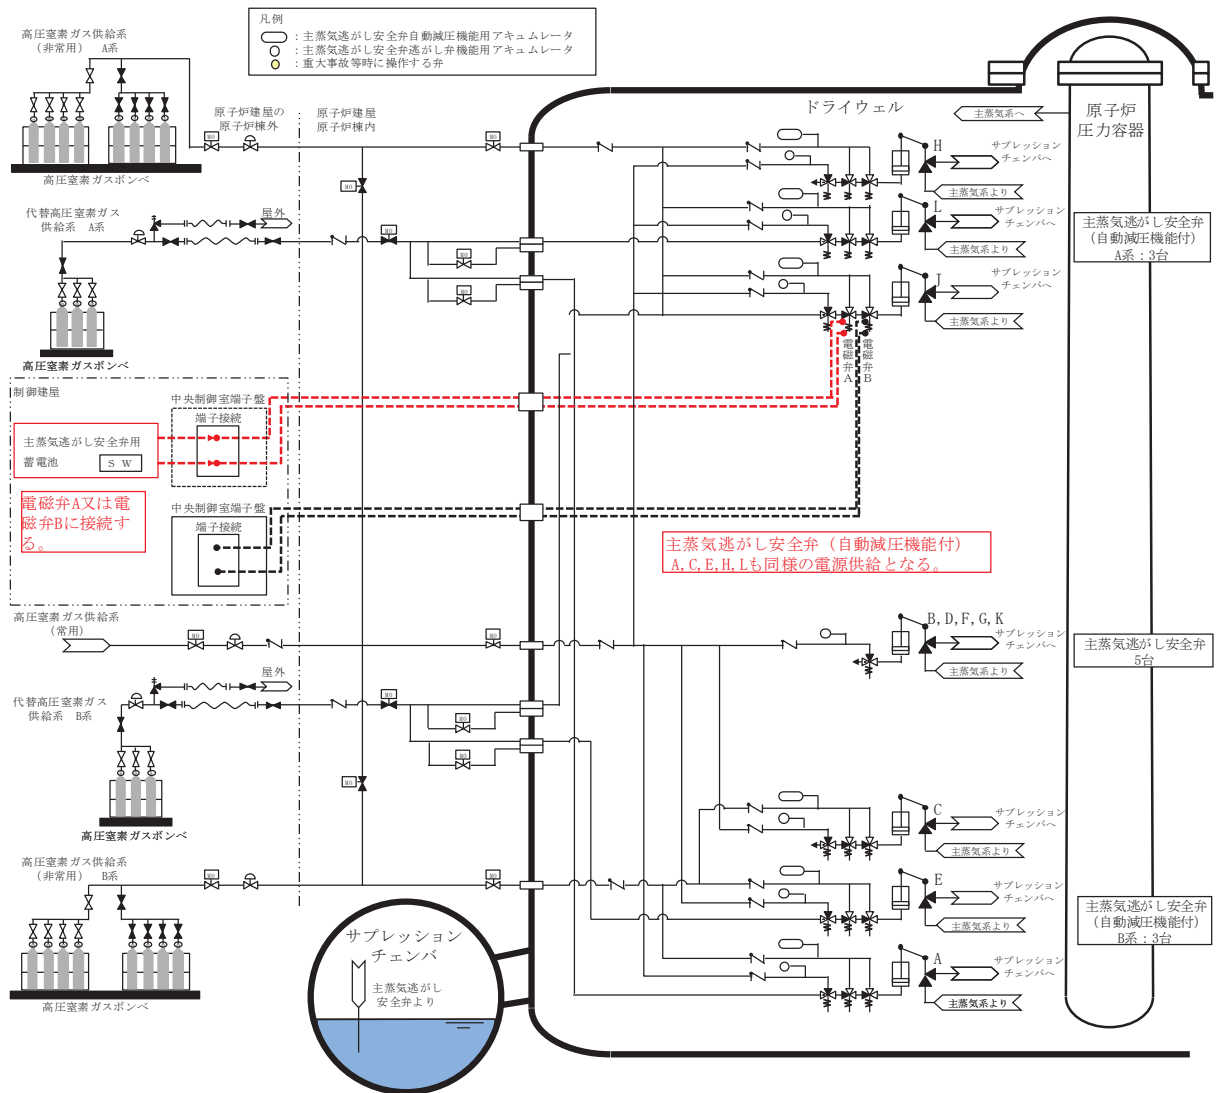 凡例
：主蒸気逃がし安全弁自動減圧機能用アキュムレータ
：主蒸気逃がし安全弁逃がし弁機能用アキュムレータ
：重大事故等時に操作する弁
高圧窒素ガス供給系
（非常用） A系
高圧窒素ガスボンベ
原子炉建屋の
原子炉棟外
原子炉建屋
原子炉棟内
MO
MO
MO
ドライウェル
主蒸気系へ
原子炉
圧力容器
H
サプレッション
チェンバへ
主蒸気系より
L
サプレッション
チェンバへ
主蒸気系より
J
サプレッション
チェンバへ
主蒸気系より
主蒸気逃がし安全弁
（自動減圧機能付）
A系：3台
代替高圧窒素ガス
供給系 A系
屋外
MO
MO
MO
高圧窒素ガスボンベ
電磁弁A
電磁弁B
制御建屋
中央制御室端子盤
端子接続
主蒸気逃がし安全弁用
蓄電池
SW
電磁弁A又は電
磁弁Bに接続す
る。
中央制御室端子盤
端子接続
主蒸気逃がし安全弁（自動減圧機能付）
A,C,E,H,Lも同様の電源供給となる。
高圧窒素ガス供給系
（常用）
MO
MO
B,D,F,G,K
サプレッション
チェンバへ
主蒸気系より
主蒸気逃がし安全弁
5台
代替高圧窒素ガス
供給系 B系
屋外
MO
MO
MO
MO
高圧窒素ガスボンベ
高圧窒素ガス供給系
（非常用） B系
MO
MO
高圧窒素ガスボンベ
C
サプレッション
チェンバへ
主蒸気系より
E
サプレッション
チェンバへ
主蒸気系より
A
サプレッション
チェンバへ
主蒸気系より
主蒸気逃がし安全弁
（自動減圧機能付）
B系：3台
サプレッション
チェンバ
主蒸気逃がし
安全弁より